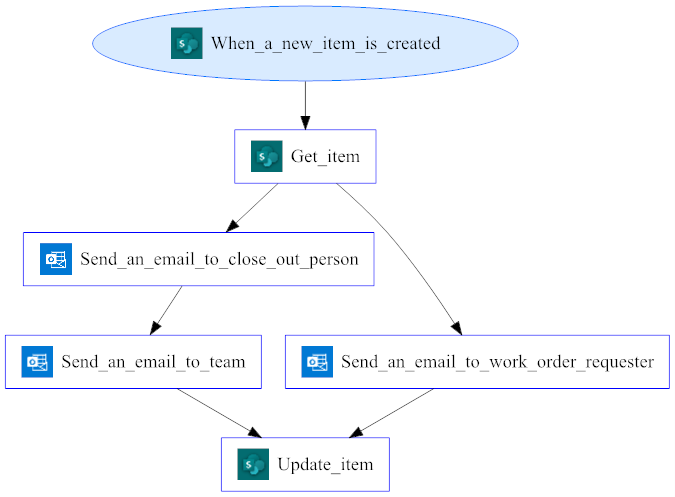 When_a_new_item_is_created
Get_item
Send_an_email_to_close_out_person
Send_an_email_to_team
Send_an_email_to_work_order_requester
Update_item